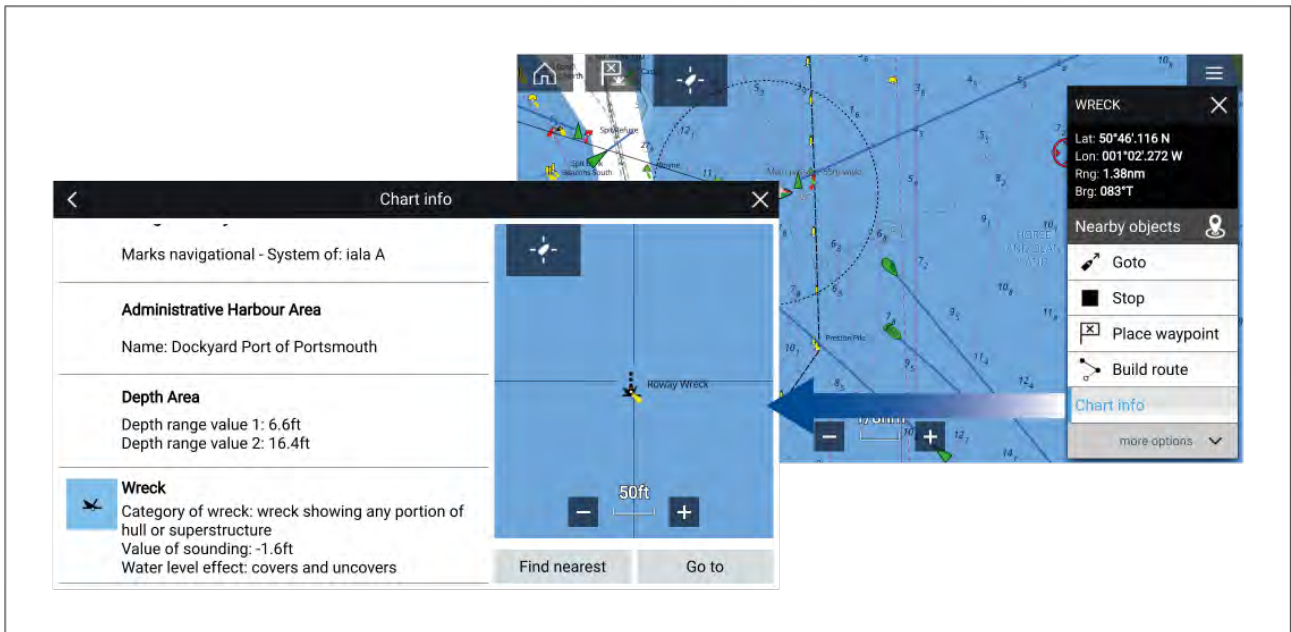 WRECK
Lat: 50°46'.116 N
Lon: 001°02'.272 W
Rng: 1.38nm
Brg: 083°T
Nearby objects
Goto
Stop
Place waypoint
Build route
Chart info
more options
Spit Refuge
Preston Pile
Chart info
Marks navigational - System of: iala A
Administrative Harbour Area
Name: Dockyard Port of Portsmouth
Depth Area
Depth range value 1: 6.6ft
Depth range value 2: 16.4ft
Wreck
Category of wreck: wreck showing any portion of
hull or superstructure
Value of sounding: -1.6ft
Water level effect: covers and uncovers
Roway Wreck
50ft
Find nearest
Go to